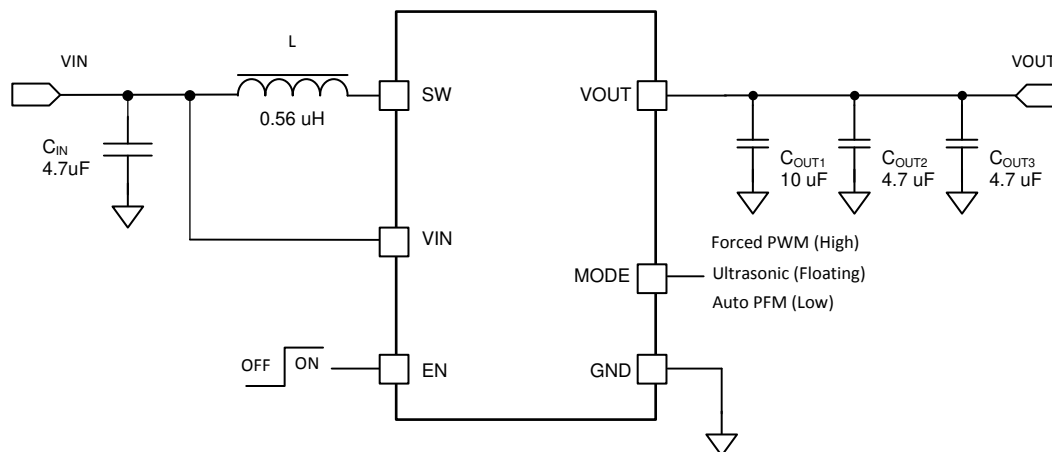 L
VIN
VOUT
SW
VOUT
0.56 uH
CIN
4.7uF
COUT1
10 uF
COUT2
4.7 uF
COUT3
4.7 uF
VIN
Forced PWM (High)
MODE
Ultrasonic (Floating)
Auto PFM (Low)
OFF
ON
EN
GND